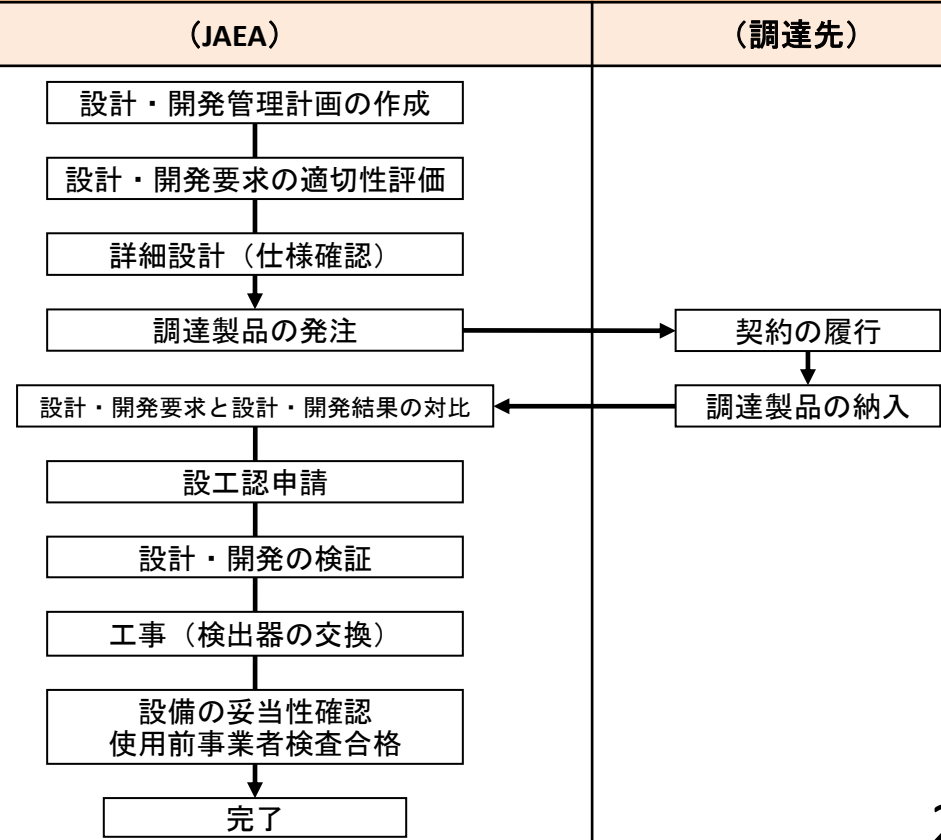 （JAEA）
（調達先）
設計・開発管理計画の作成
設計・開発要求の適切性評価
詳細設計（仕様確認）
調達製品の発注
契約の履行
設計・開発要求と設計・開発結果の対比
調達製品の納入
設工認申請
設計・開発の検証
工事（検出器の交換）
設備の妥当性確認
使用前事業者検査合格
完了